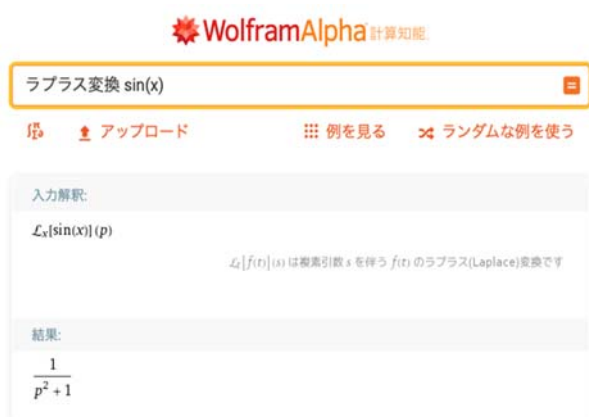 WolframAlpha 計算知能.
ラプラス変換 sin(x)
アップロード 例を見る ランダムな例を使う
入力解釈:
ℒₓ[sin(x)](p)
ℒₜ[f(t)](s) は複素引数 s を伴う f(t) のラプラス(Laplace)変換です
結果:
1
p² + 1